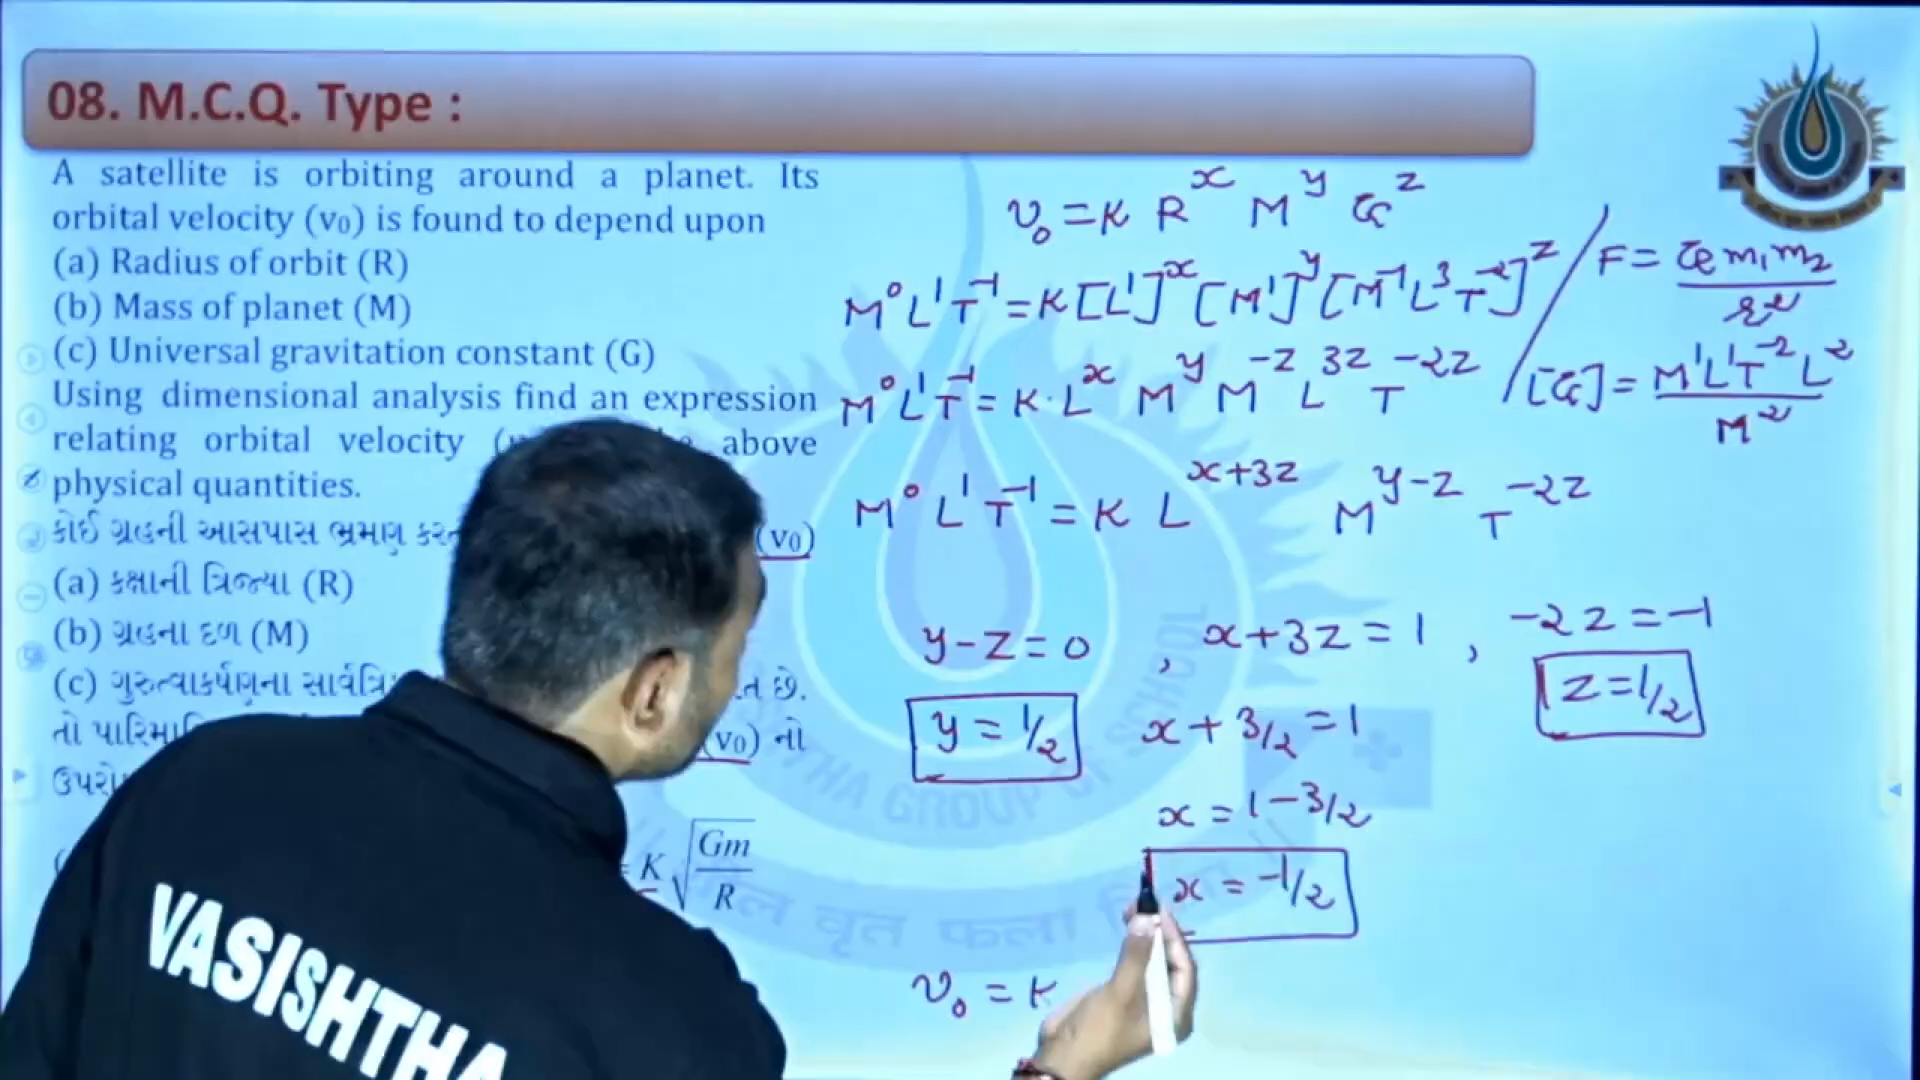 08. M.C.Q. Type :
A satellite is orbiting around a planet. Its
orbital velocity (v₀) is found to depend upon
(a) Radius of orbit (R)
(b) Mass of planet (M)
(c) Universal gravitation constant (G)
Using dimensional analysis find an expression
relating orbital velocity above
physical quantities.
કોઈ ગ્રહની આસપાસ ભ્રમણ (v₀)
(a) કક્ષાની ત્રિજ્યા (R)
(b) ગ્રહના દળ (M)
(c) ગુરુત્વાકર્ષણના છે.
તો (v₀) નો
= K √(Gm/R)
v₀ = K R^x M^y G^z
M⁰L¹T⁻¹ = K [L¹]^x [M¹]^y [M⁻¹L³T⁻²]^z
M⁰L¹T⁻¹ = K · L^x M^y M^-z L^3z T^-2z
M⁰ L¹ T⁻¹ = K L^x+3z M^y-z T^-2z
F = G m₁m₂ / r²
[G] = M¹L¹T⁻² L² / M²
y - z = 0 , x + 3z = 1 , -2z = -1
y = 1/2 x + 3/2 = 1 z = 1/2
x = 1 - 3/2
x = -1/2
v₀ = K
VASISHTHA